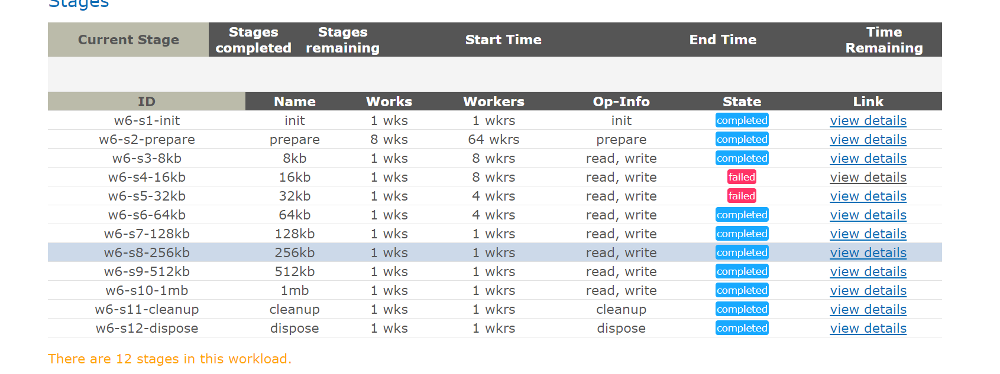 Stages
Current Stage Stages completed Stages remaining Start Time End Time Time Remaining
ID Name Works Workers Op-Info State Link
w6-s1-init init 1 wks 1 wkrs init completed view details
w6-s2-prepare prepare 8 wks 64 wkrs prepare completed view details
w6-s3-8kb 8kb 1 wks 8 wkrs read, write completed view details
w6-s4-16kb 16kb 1 wks 8 wkrs read, write failed view details
w6-s5-32kb 32kb 1 wks 4 wkrs read, write failed view details
w6-s6-64kb 64kb 1 wks 4 wkrs read, write completed view details
w6-s7-128kb 128kb 1 wks 1 wkrs read, write completed view details
w6-s8-256kb 256kb 1 wks 1 wkrs read, write completed view details
w6-s9-512kb 512kb 1 wks 1 wkrs read, write completed view details
w6-s10-1mb 1mb 1 wks 1 wkrs read, write completed view details
w6-s11-cleanup cleanup 1 wks 1 wkrs cleanup completed view details
w6-s12-dispose dispose 1 wks 1 wkrs dispose completed view details
There are 12 stages in this workload.